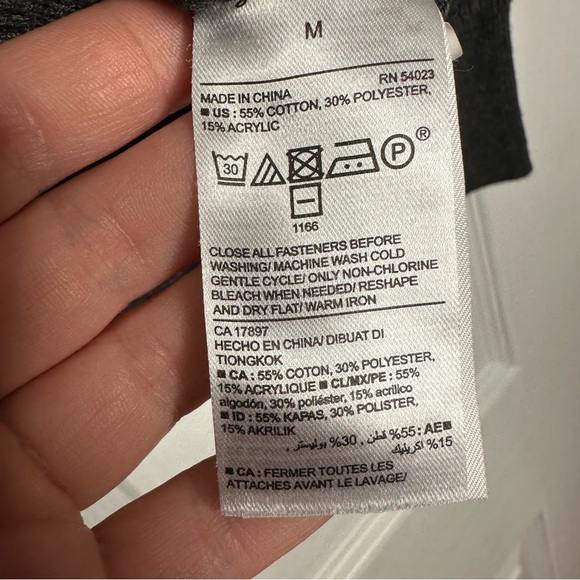 M
MADE IN CHINA RN 54023
■ US : 55% COTTON, 30% POLYESTER,
15% ACRYLIC
30 P ®
1166
CLOSE ALL FASTENERS BEFORE
WASHING/ MACHINE WASH COLD
GENTLE CYCLE/ ONLY NON-CHLORINE
BLEACH WHEN NEEDED/ RESHAPE
AND DRY FLAT/ WARM IRON
CA 17897
HECHO EN CHINA/ DIBUAT DI
TIONGKOK
■ CA : 55% COTON, 30% POLYESTER,
15% ACRYLIQUE ■ CL/MX/PE : 55%
algodón, 30% poliéster, 15% acrílico
■ ID : 55% KAPAS, 30% POLISTER,
15% AKRILIK
■AE: 55% قطن , 30% بوليستر ,
15% اكريليك
■ CA : FERMER TOUTES LES
ATTACHES AVANT LE LAVAGE/